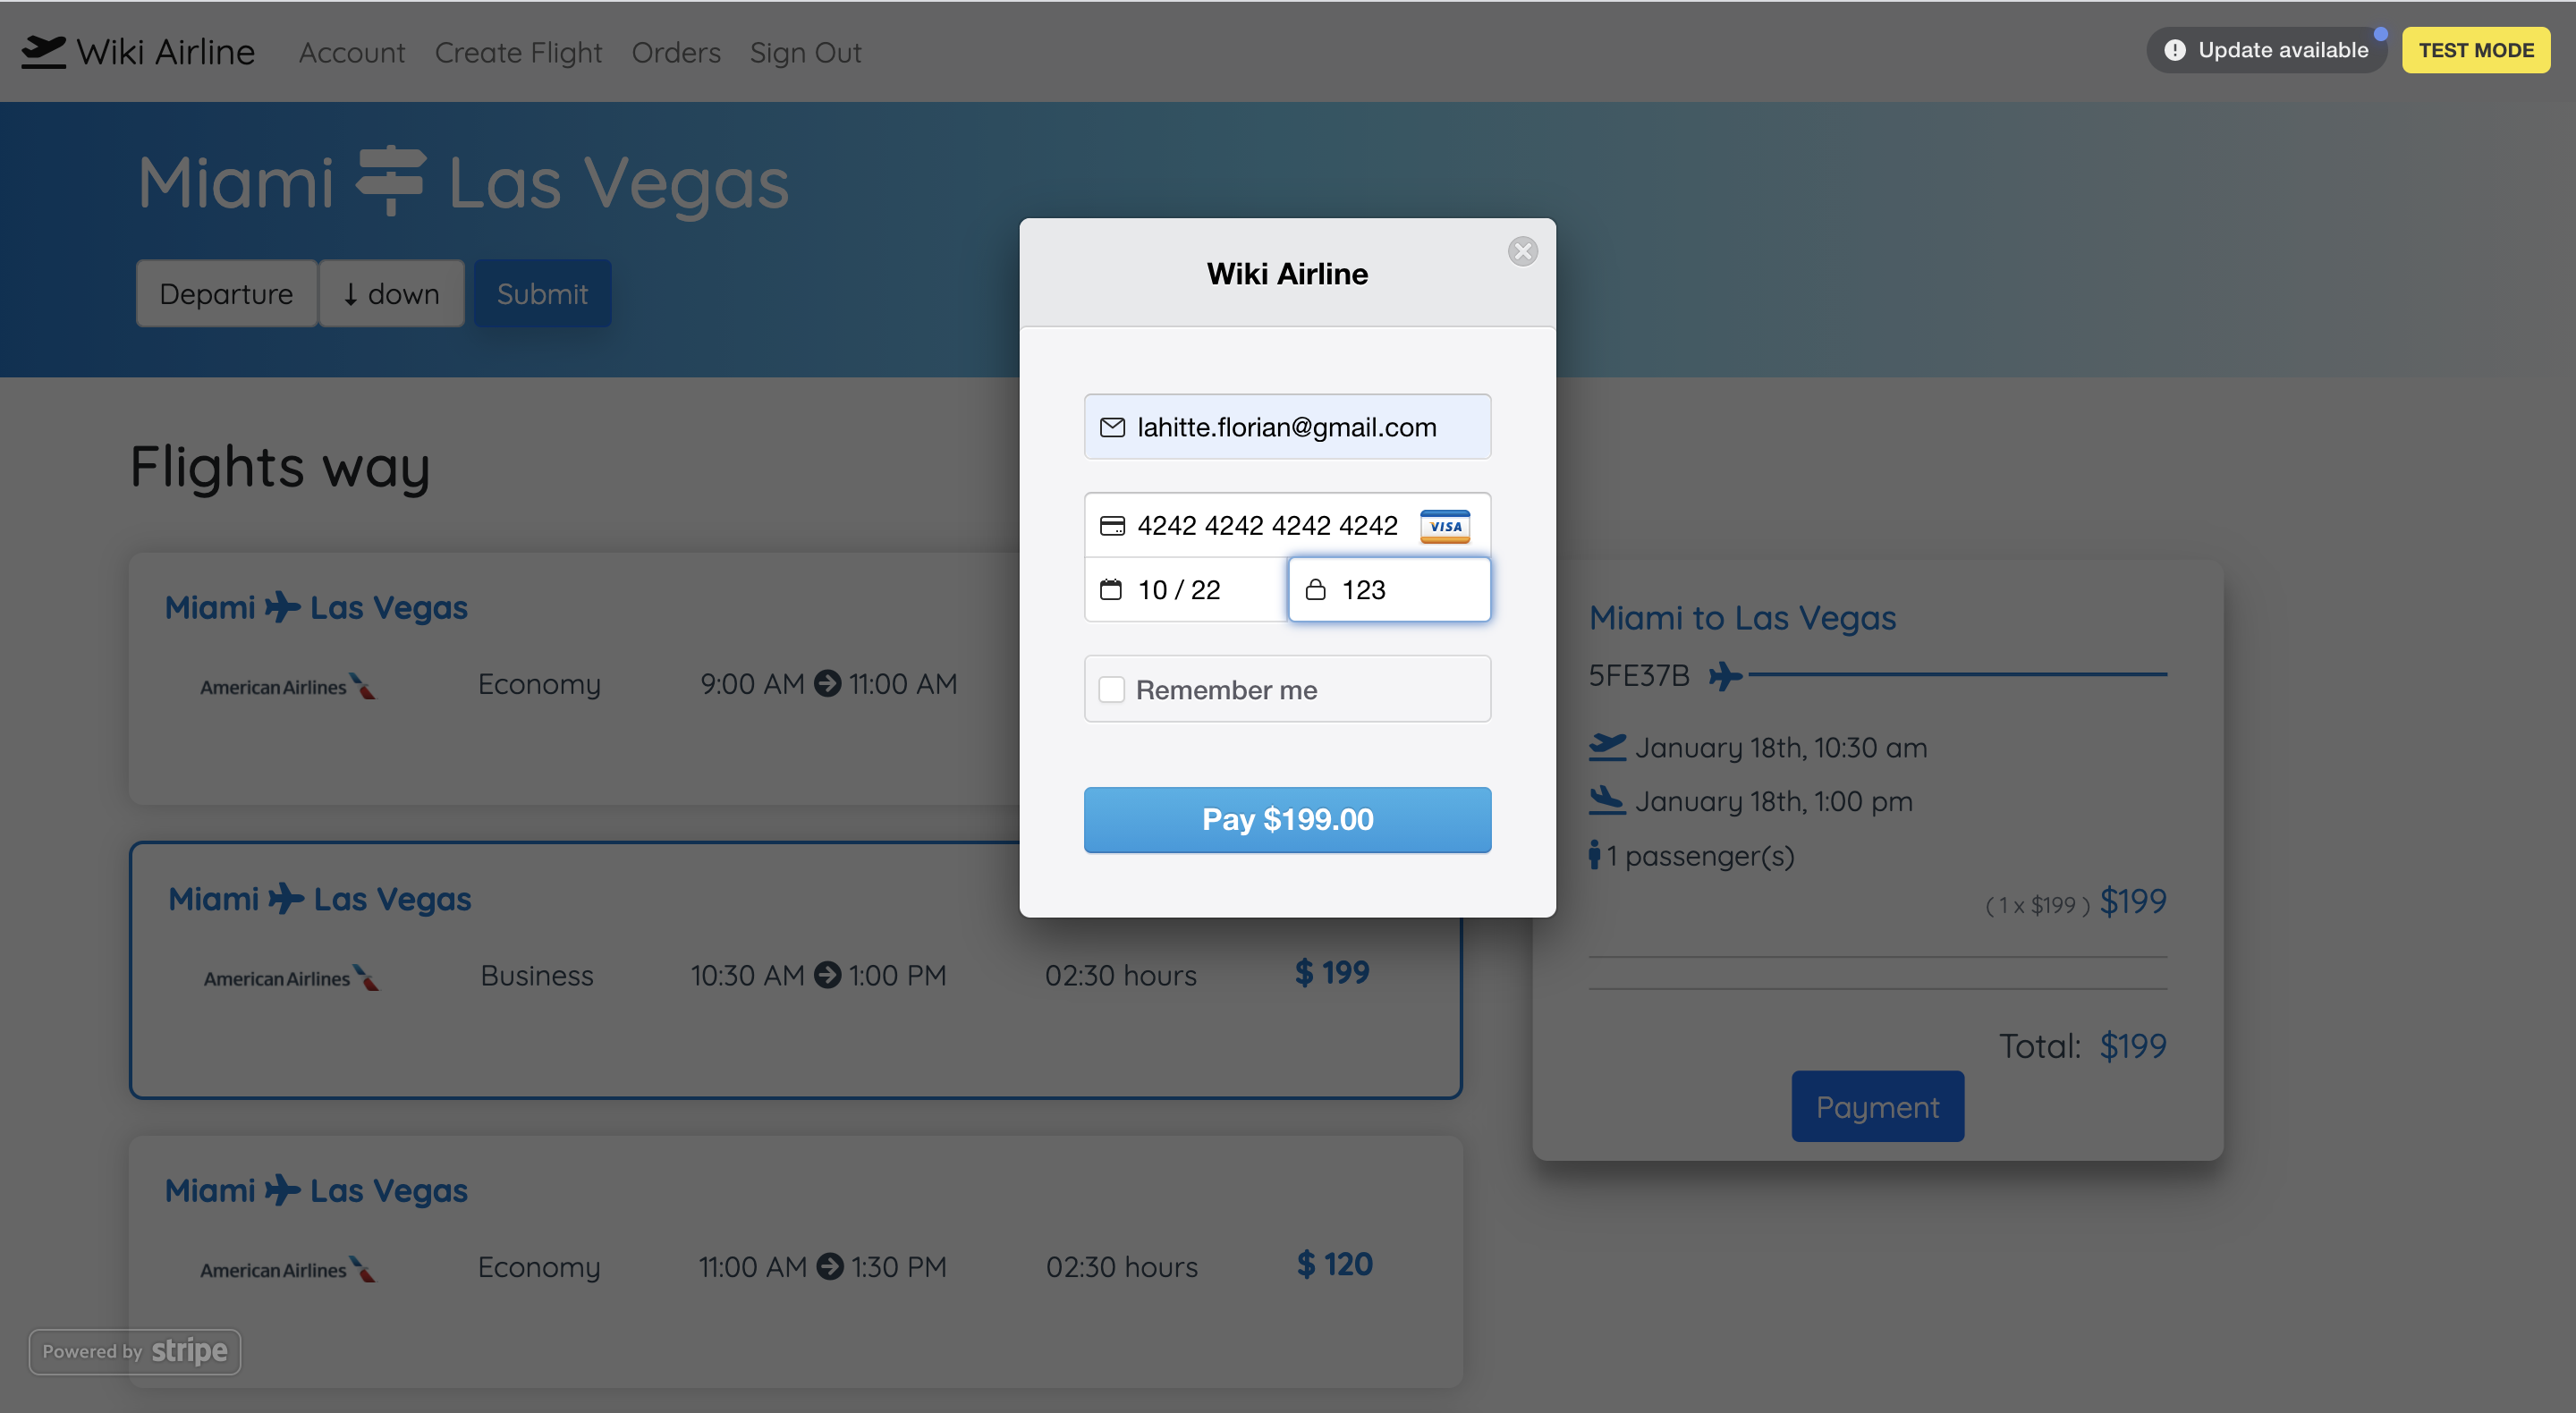 Wiki Airline Account Create Flight Orders Sign Out Update available TEST MODE
Miami Las Vegas
Departure ↓ down Submit
Wiki Airline
lahitte.florian@gmail.com
4242 4242 4242 4242 VISA
10 / 22 123
Remember me
Pay $199.00
Flights way
Miami Las Vegas
American Airlines Economy 9:00 AM 11:00 AM
Miami Las Vegas
American Airlines Business 10:30 AM 1:00 PM 02:30 hours $ 199
Miami Las Vegas
American Airlines Economy 11:00 AM 1:30 PM 02:30 hours $ 120
Miami to Las Vegas
5FE37B
January 18th, 10:30 am
January 18th, 1:00 pm
1 passenger(s)
( 1 x $199 ) $199
Total: $199
Payment
Powered by stripe